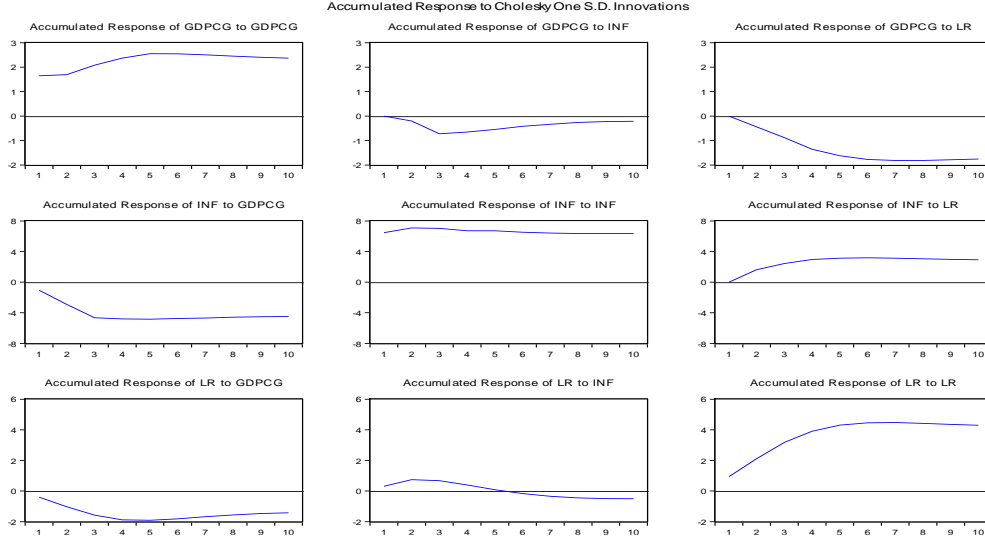 Accumulated Response to Cholesky One S.D. Innovations
Accumulated Response of GDPCG to GDPCG
Accumulated Response of GDPCG to INF
Accumulated Response of GDPCG to LR
3 2 1 0 -1 -2
3 2 1 0 -1 -2
3 2 1 0 -1 -2
1 2 3 4 5 6 7 8 9 10
1 2 3 4 5 6 7 8 9 10
1 2 3 4 5 6 7 8 9 10
Accumulated Response of INF to GDPCG
Accumulated Response of INF to INF
Accumulated Response of INF to LR
8 4 0 -4 -8
8 4 0 -4 -8
8 4 0 -4 -8
1 2 3 4 5 6 7 8 9 10
1 2 3 4 5 6 7 8 9 10
1 2 3 4 5 6 7 8 9 10
Accumulated Response of LR to GDPCG
Accumulated Response of LR to INF
Accumulated Response of LR to LR
6 4 2 0 -2
6 4 2 0 -2
6 4 2 0 -2
1 2 3 4 5 6 7 8 9 10
1 2 3 4 5 6 7 8 9 10
1 2 3 4 5 6 7 8 9 10